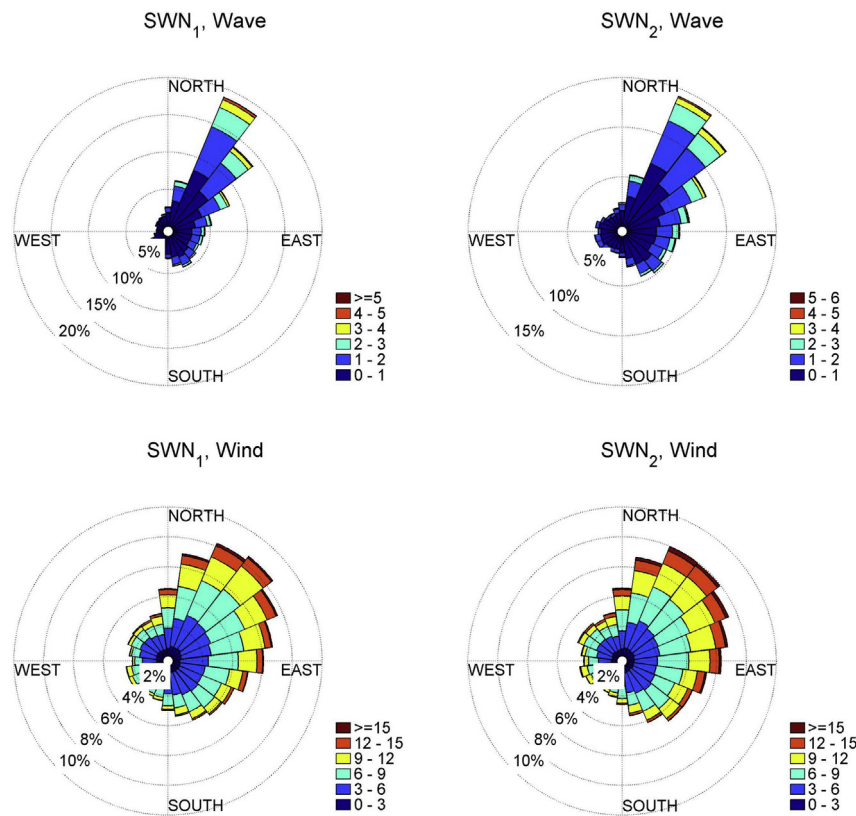 SWN1, Wave
NORTH
WEST
EAST
5%
10%
15%
20%
SOUTH
>=5
4 - 5
3 - 4
2 - 3
1 - 2
0 - 1
SWN2, Wave
NORTH
WEST
EAST
5%
10%
15%
SOUTH
5 - 6
4 - 5
3 - 4
2 - 3
1 - 2
0 - 1
SWN1, Wind
NORTH
WEST
EAST
2%
4%
6%
8%
10%
SOUTH
>=15
12 - 15
9 - 12
6 - 9
3 - 6
0 - 3
SWN2, Wind
NORTH
WEST
EAST
2%
4%
6%
8%
10%
SOUTH
>=15
12 - 15
9 - 12
6 - 9
3 - 6
0 - 3